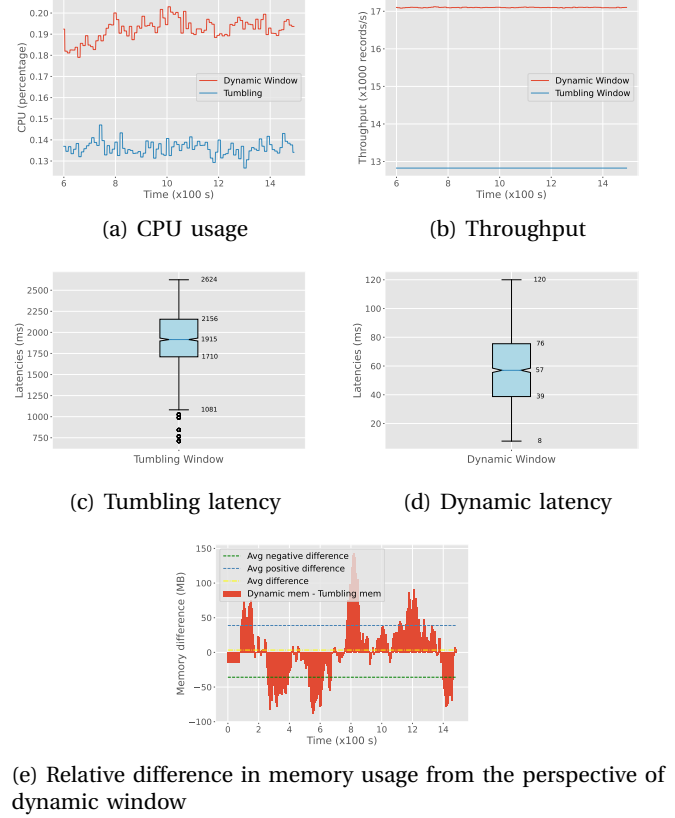 0.20
0.19
0.18
0.17
0.16
0.15
0.14
0.13
CPU (percentage)
Dynamic Window
Tumbling
6 8 10 12 14
Time (x100 s)
(a) CPU usage
17
16
15
14
13
Throughput (x1000 records/s)
Dynamic Window
Tumbling Window
6 8 10 12 14
Time (x100 s)
(b) Throughput
2500
2250
2000
1750
1500
1250
1000
750
Latencies (ms)
2624
2156
1915
1710
1081
Tumbling Window
(c) Tumbling latency
120
100
80
60
40
20
Latencies (ms)
120
76
57
39
8
Dynamic Window
(d) Dynamic latency
150
100
50
0
−50
−100
Memory difference (MB)
Avg negative difference
Avg positive difference
Avg difference
Dynamic mem - Tumbling mem
0 2 4 6 8 10 12 14
Time (x100 s)
(e) Relative difference in memory usage from the perspective of
dynamic window